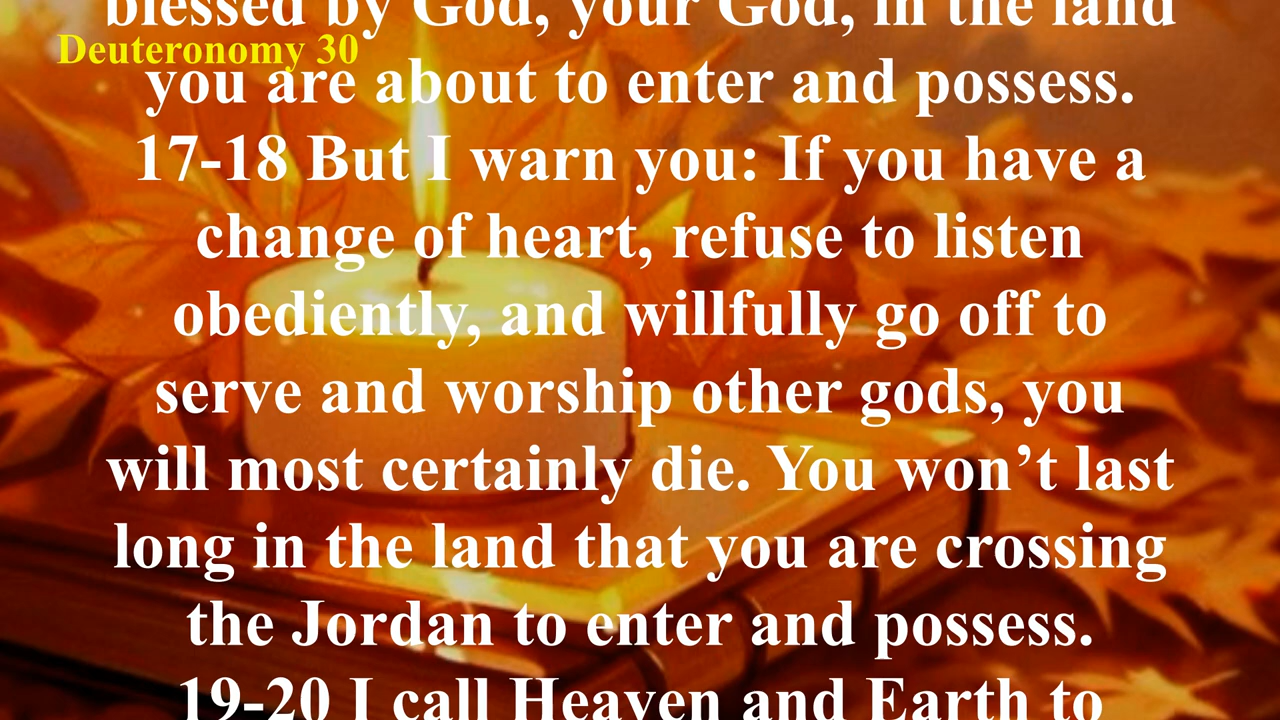 blessed by God, your God, in the land
Deuteronomy 30
you are about to enter and possess.
17-18 But I warn you: If you have a
change of heart, refuse to listen
obediently, and willfully go off to
serve and worship other gods, you
will most certainly die. You won’t last
long in the land that you are crossing
the Jordan to enter and possess.
19-20 I call Heaven and Earth to